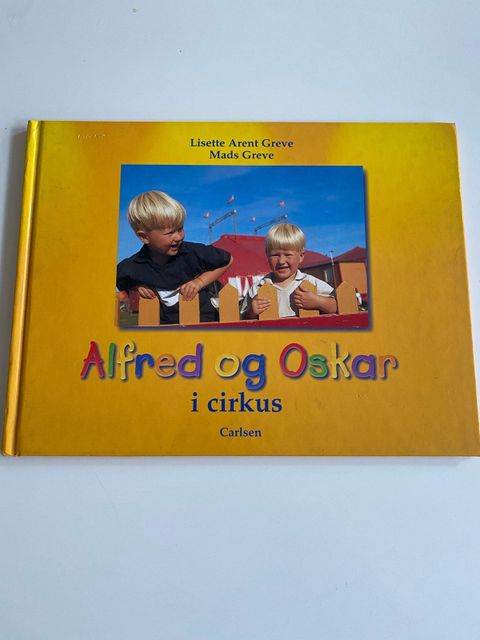 Lisette Arent Greve
Mads Greve
Alfred og Oskar
i cirkus
Carlsen